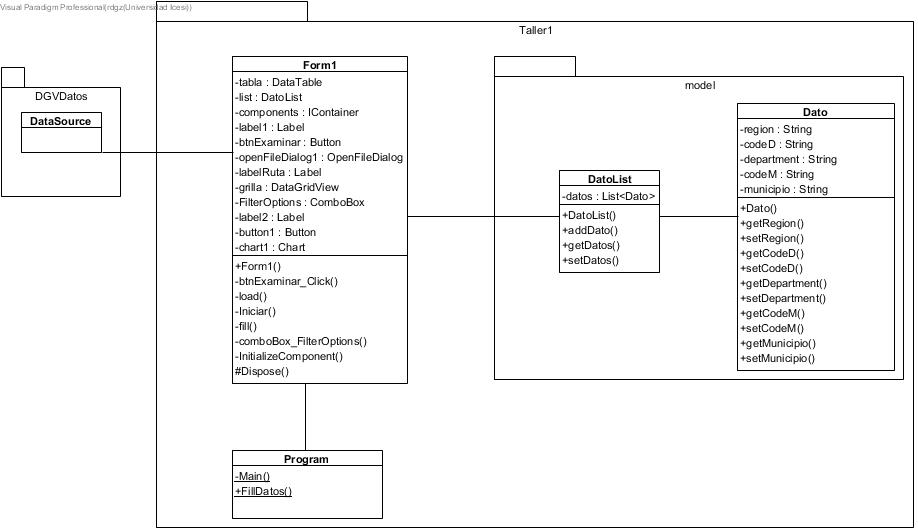 Visual Paradigm Professional(rdgz(Universidad Icesi))
Taller1
DGVDatos
DataSource
Form1
-tabla : DataTable
-list : DatoList
-components : IContainer
-label1 : Label
-btnExaminar : Button
-openFileDialog1 : OpenFileDialog
-labelRuta : Label
-grilla : DataGridView
-FilterOptions : ComboBox
-label2 : Label
-button1 : Button
-chart1 : Chart
+Form1()
-btnExaminar_Click()
-load()
-Iniciar()
-fill()
-comboBox_FilterOptions()
-InitializeComponent()
#Dispose()
model
DatoList
-datos : List<Dato>
+DatoList()
+addDato()
+getDatos()
+setDatos()
Dato
-region : String
-codeD : String
-department : String
-codeM : String
-municipio : String
+Dato()
+getRegion()
+setRegion()
+getCodeD()
+setCodeD()
+getDepartment()
+setDepartment()
+getCodeM()
+setCodeM()
+getMunicipio()
+setMunicipio()
Program
-Main()
+FillDatos()